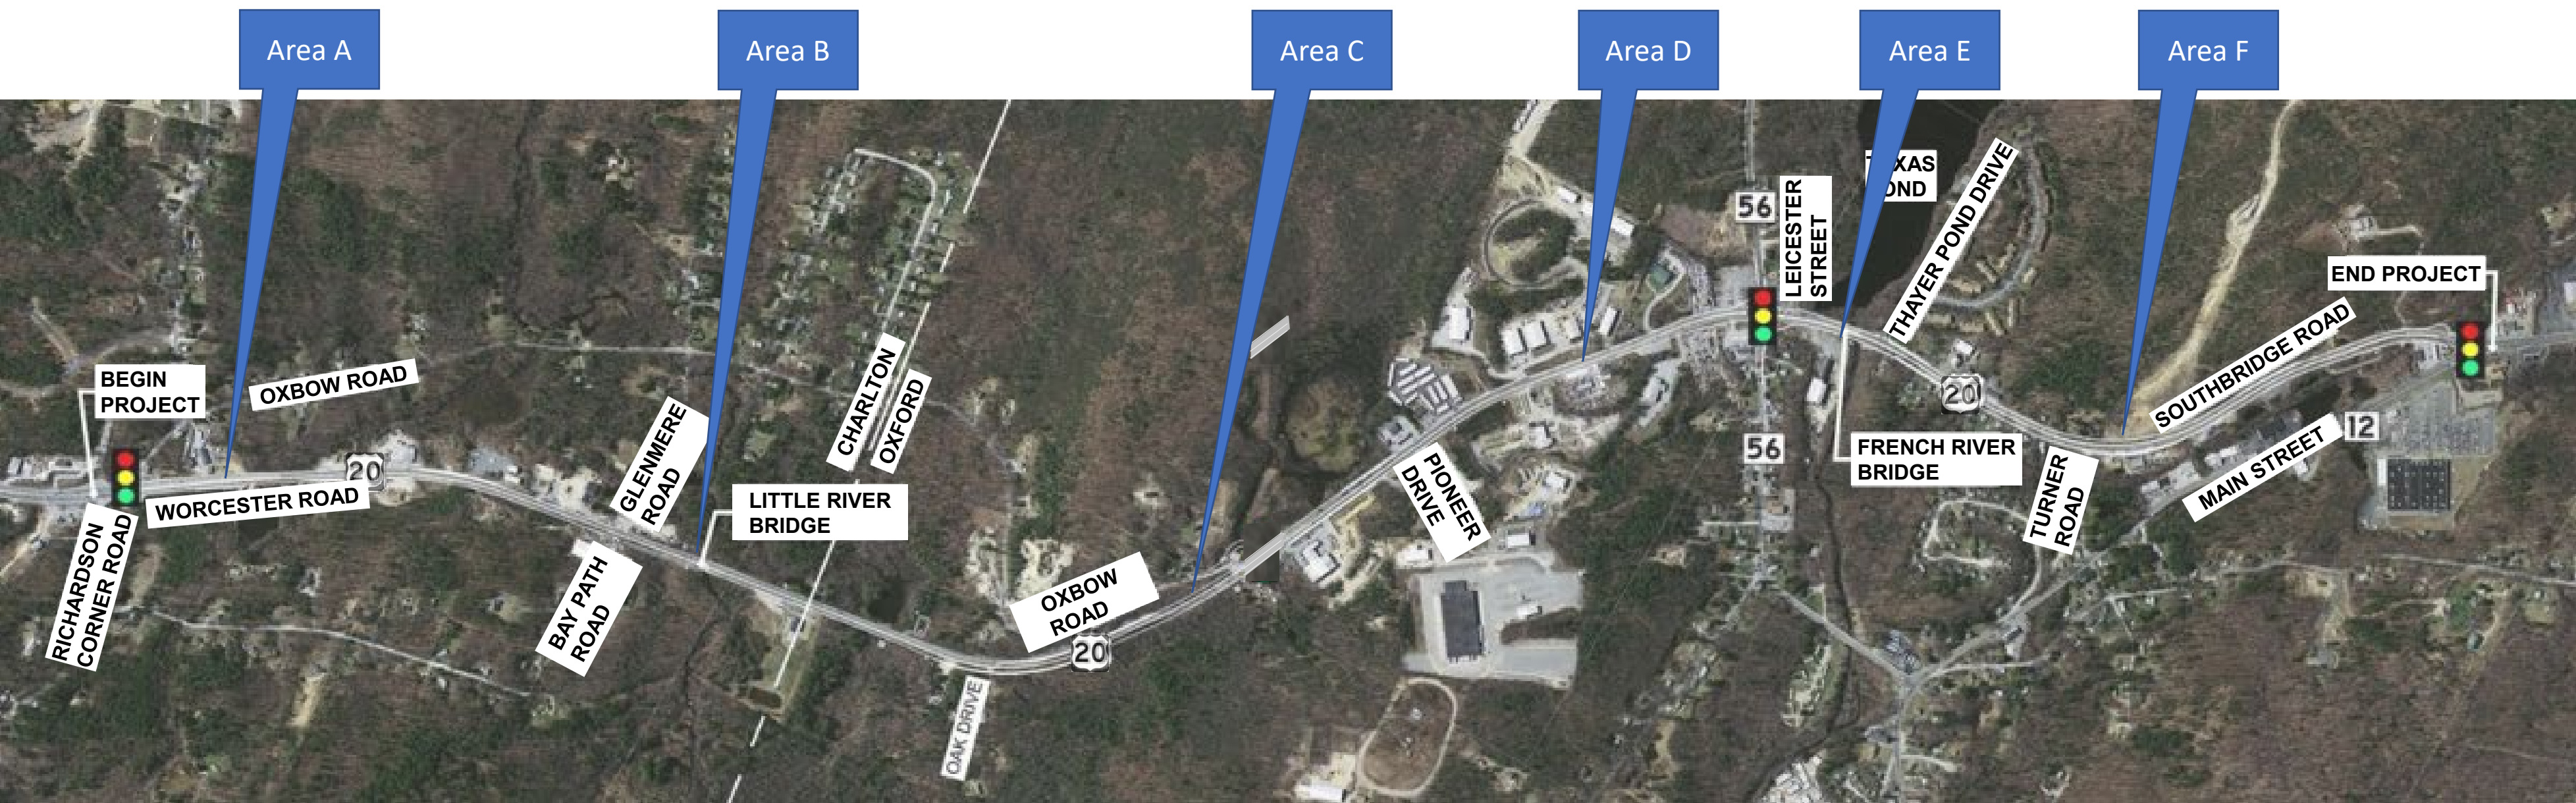 Area A
Area B
Area C
Area D
Area E
Area F
BEGIN
PROJECT
OXBOW ROAD
20
WORCESTER ROAD
RICHARDSON
CORNER ROAD
GLENMERE
ROAD
BAY PATH
ROAD
LITTLE RIVER
BRIDGE
CHARLTON
OXFORD
OAK DRIVE
OXBOW
ROAD
20
PIONEER
DRIVE
56
LEICESTER
STREET
56
XAS
OND
THAYER POND DRIVE
20
FRENCH RIVER
BRIDGE
TURNER
ROAD
SOUTHBRIDGE ROAD
MAIN STREET
12
END PROJECT